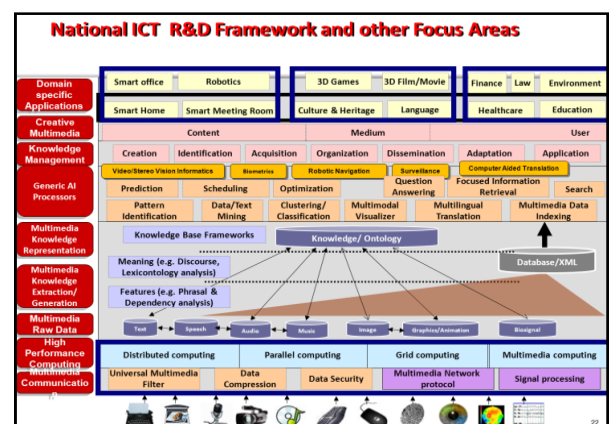 National ICT R&D Framework and other Focus Areas
Domain
specific
Applications
Smart office
Robotics
3D Games
3D Film/Movie
Finance
Law
Environment
Smart Home
Smart Meeting Room
Culture & Heritage
Language
Healthcare
Education
Creative
Multimedia
Content
Medium
User
Knowledge
Management
Creation
Identification
Acquisition
Organization
Dissemination
Adaptation
Application
Video/Stereo Vision Informatics
Biometrics
Robotic Navigation
Surveillance
Computer Aided Translation
Generic AI
Processors
Prediction
Scheduling
Optimization
Question
Answering
Focused Information
Retrieval
Search
Pattern
Identification
Data/Text
Mining
Clustering/
Classification
Multimodal
Visualizer
Multilingual
Translation
Multimedia Data
Indexing
Multimedia
Knowledge
Representation
Knowledge Base Frameworks
Knowledge/ Ontology
Database/XML
Multimedia
Knowledge
Extraction/
Generation
Meaning (e.g. Discourse,
Lexicontology analysis)
Features (e.g. Phrasal &
Dependency analysis)
Multimedia
Raw Data
Text
Speech
Audio
Music
Image
Graphics/Animation
Biosignal
High
Performance
Computing
Distributed computing
Parallel computing
Grid computing
Multimedia computing
Multimedia
Communicatio
n
Universal Multimedia
Filter
Data
Compression
Data Security
Multimedia Network
protocol
Signal processing
22